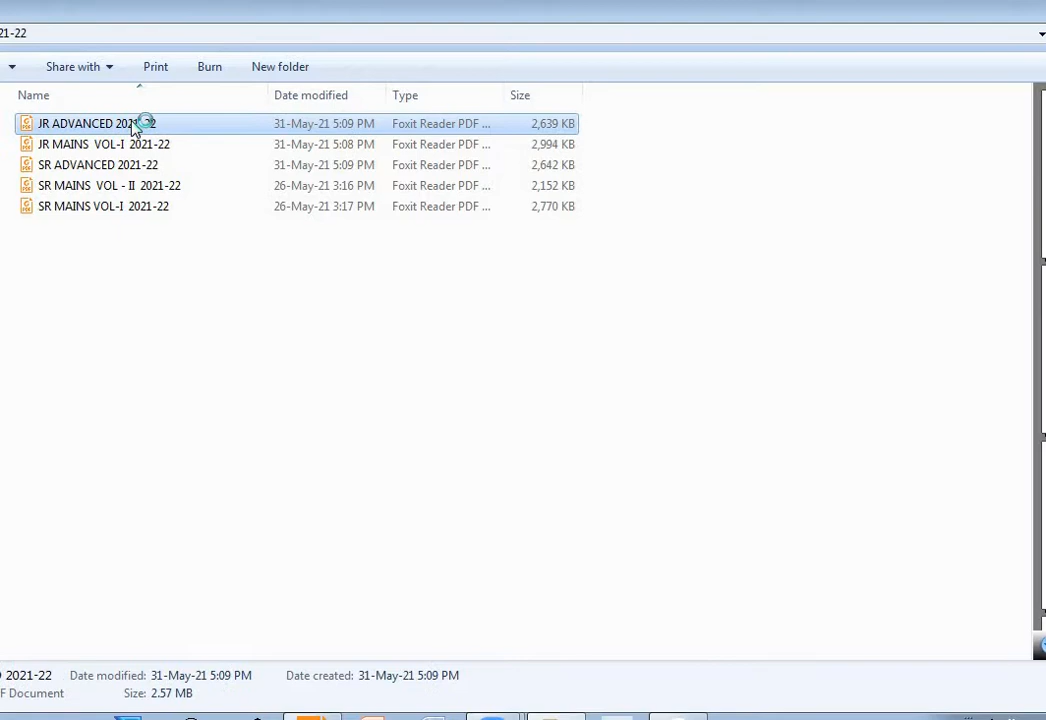 21-22
Share with Print Burn New folder
Name Date modified Type Size
JR ADVANCED 2021-22 31-May-21 5:09 PM Foxit Reader PDF ... 2,639 KB
JR MAINS VOL-I 2021-22 31-May-21 5:08 PM Foxit Reader PDF ... 2,994 KB
SR ADVANCED 2021-22 31-May-21 5:09 PM Foxit Reader PDF ... 2,642 KB
SR MAINS VOL - II 2021-22 26-May-21 3:16 PM Foxit Reader PDF ... 2,152 KB
SR MAINS VOL-I 2021-22 26-May-21 3:17 PM Foxit Reader PDF ... 2,770 KB
2021-22 Date modified: 31-May-21 5:09 PM Date created: 31-May-21 5:09 PM
F Document Size: 2.57 MB